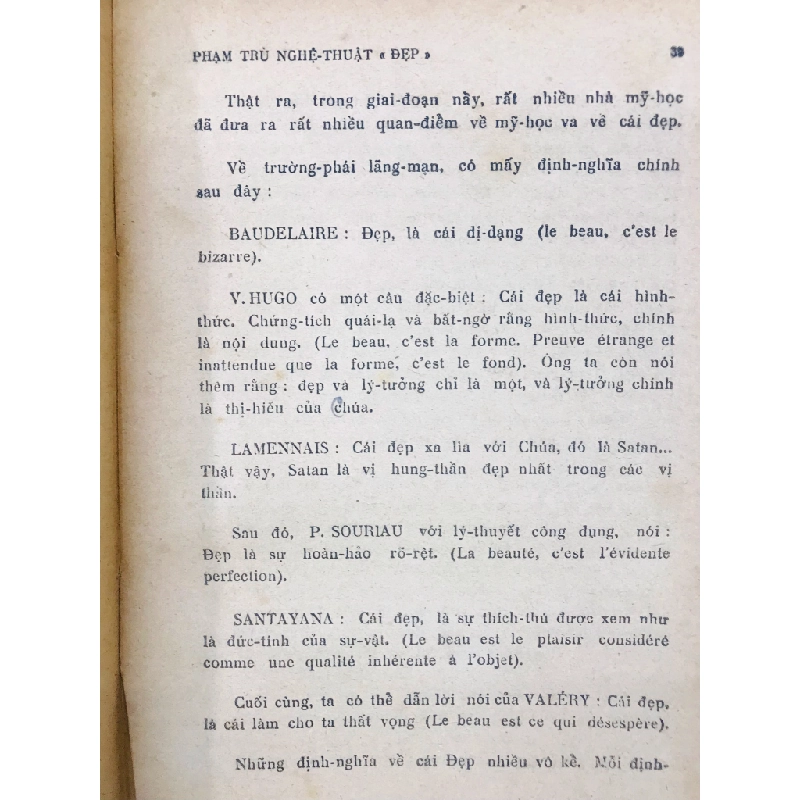 PHẠM TRÙ NGHỆ-THUẬT « ĐẸP » 39
Thật ra, trong giai-đoạn nầy, rất nhiều nhà mỹ-học
đã đưa ra rất nhiều quan-điểm về mỹ-học và về cái đẹp.
Về trường-phái lãng-mạn, có mấy định-nghĩa chính
sau đây :
BAUDELAIRE : Đẹp, là cái dị-dạng (le beau, c'est le
bizarre).
V. HUGO có một câu đặc-biệt : Cái đẹp là cái hình-
thức. Chứng-tích quái-lạ và bất-ngờ rằng hình-thức, chính
là nội dung. (Le beau, c'est la forme. Preuve étrange et
inattendue que la forme, c'est le fond). Ông ta còn nói
thêm rằng : đẹp và lý-tưởng chỉ là một, và lý-tưởng chính
là thị-hiếu của chúa.
LAMENNAIS : Cái đẹp xa lìa với Chúa, đó là Satan...
Thật vậy, Satan là vị hung-thần đẹp nhất trong các vị
thần.
Sau đó, P. SOURIAU với lý-thuyết công dụng, nói :
Đẹp là sự hoàn-hảo rõ-rệt. (La beauté, c'est l'évidente
perfection).
SANTAYANA : Cái đẹp, là sự thích-thú được xem như
là đức-tính của sự-vật. (Le beau est le plaisir considéré
comme une qualité inhérente à l'objet).
Cuối cùng, ta có thể dẫn lời nói của VALÉRY : Cái đẹp,
là cái làm cho ta thất vọng (Le beau est ce qui désespère).
Những định-nghĩa về cái Đẹp nhiều vô kể. Mỗi định-